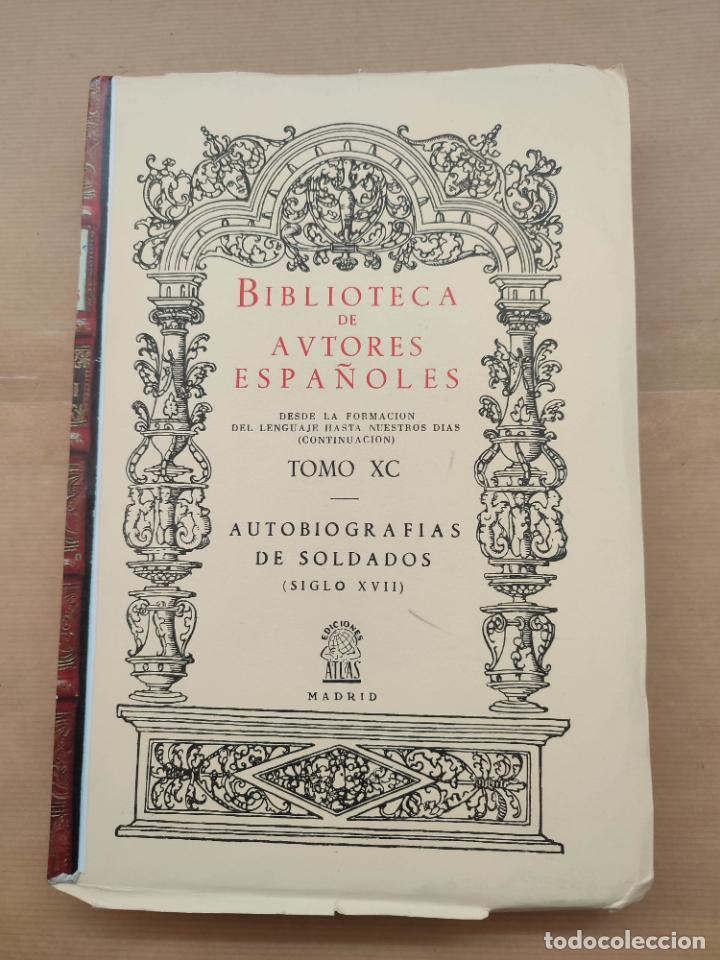 BIBLIOTECA
DE
AVTORES
ESPAÑOLES
DESDE LA FORMACION
DEL LENGUAJE HASTA NUESTROS DIAS
(CONTINUACION)
TOMO XC
AUTOBIOGRAFIAS
DE SOLDADOS
(SIGLO XVII)
EDICIONES
ATLAS
MADRID
todocoleccion